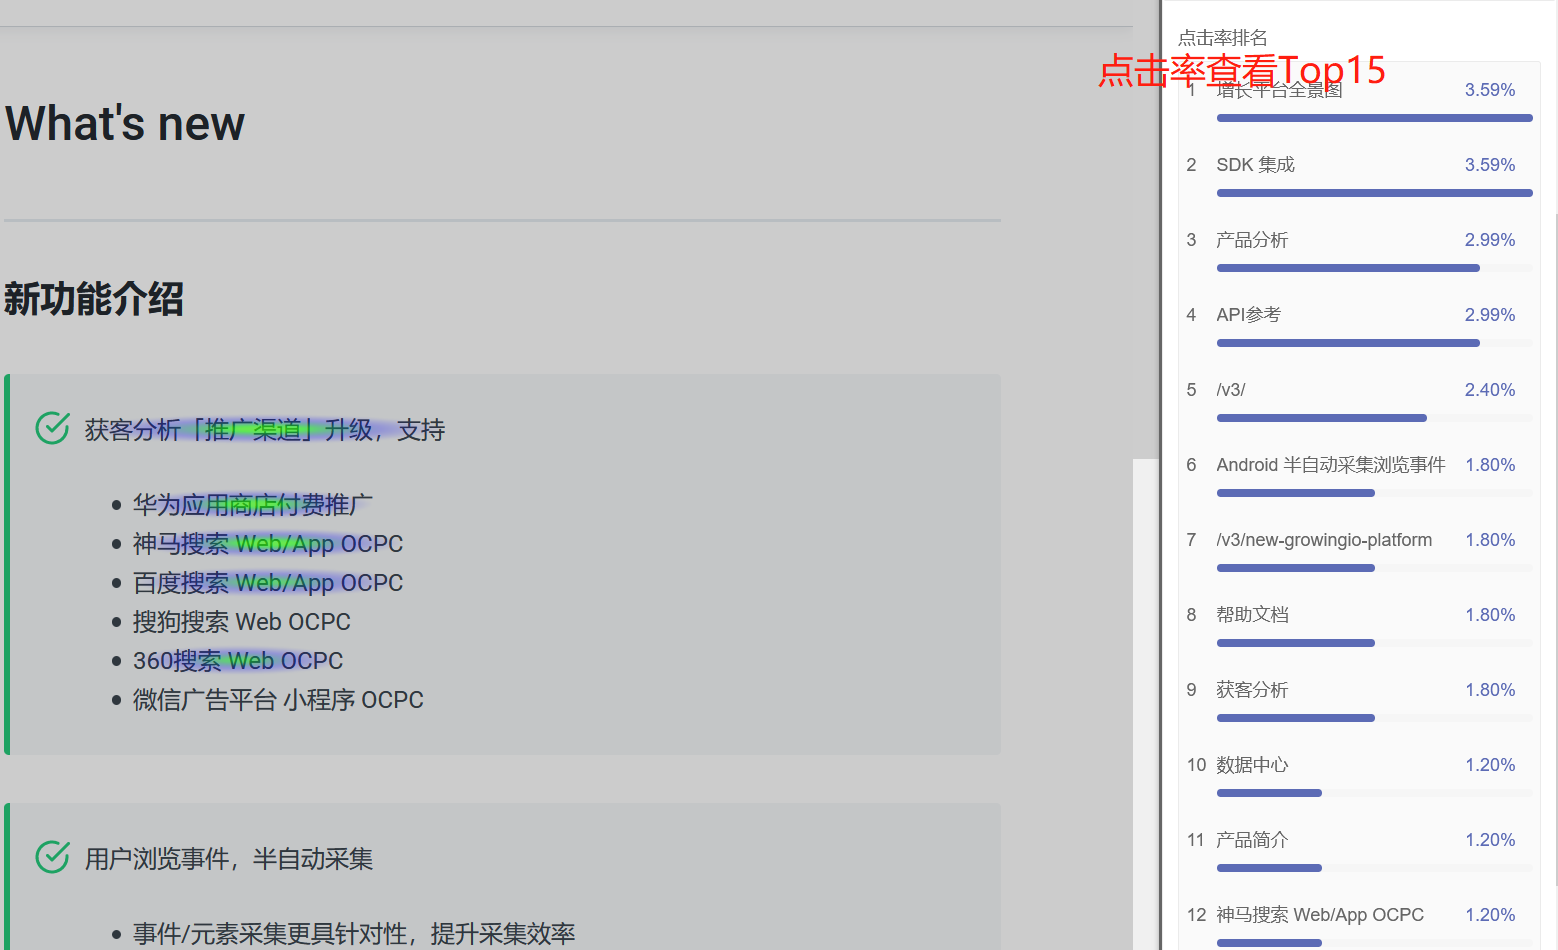 What's new
新功能介绍
获客分析「推广渠道」升级，支持
华为应用商店付费推广
神马搜索 Web/App OCPC
百度搜索 Web/App OCPC
搜狗搜索 Web OCPC
360搜索 Web OCPC
微信广告平台 小程序 OCPC
用户浏览事件，半自动采集
事件/元素采集更具针对性，提升采集效率
点击率排名
点击率查看Top15
1 增长平台全景图 3.59%
2 SDK 集成 3.59%
3 产品分析 2.99%
4 API参考 2.99%
5 /v3/ 2.40%
6 Android 半自动采集浏览事件 1.80%
7 /v3/new-growingio-platform 1.80%
8 帮助文档 1.80%
9 获客分析 1.80%
10 数据中心 1.20%
11 产品简介 1.20%
12 神马搜索 Web/App OCPC 1.20%